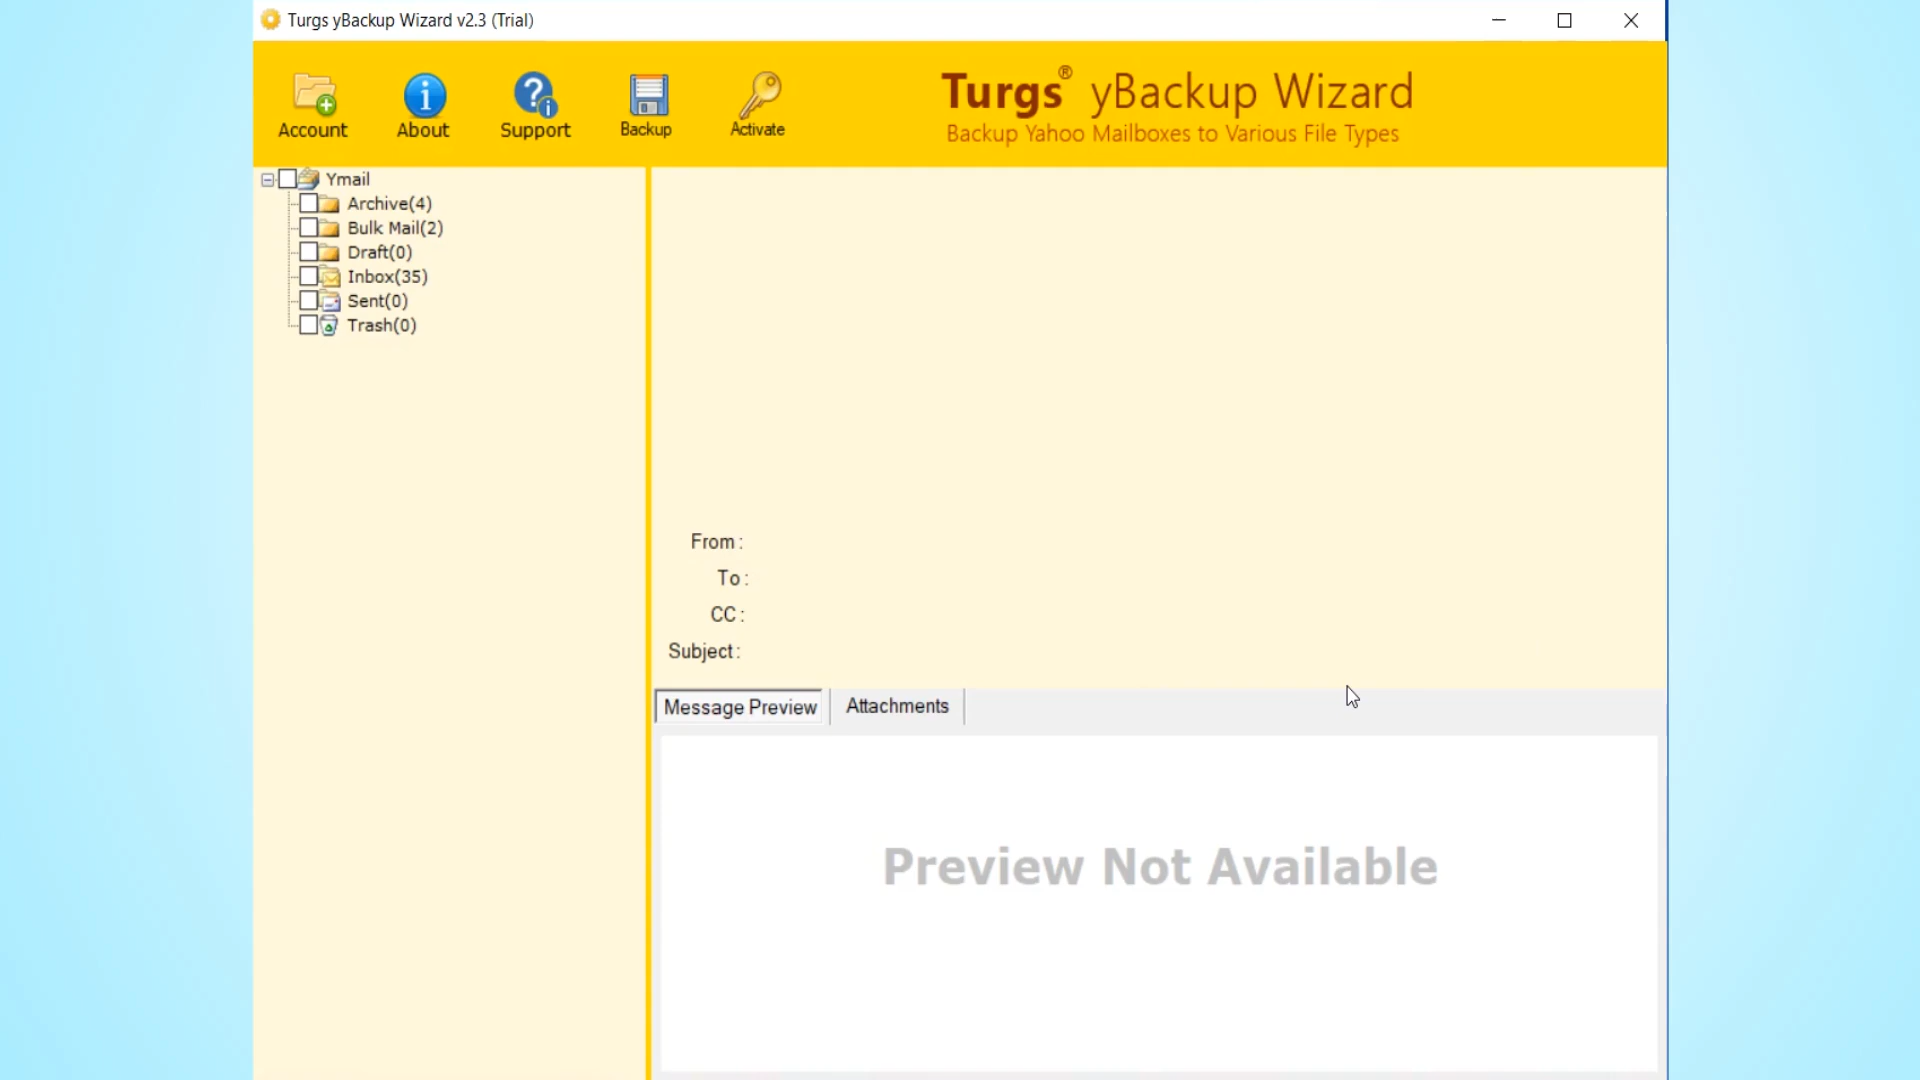 Turgs yBackup Wizard v2.3 (Trial)
Account
About
Support
Backup
Activate
Turgs® yBackup Wizard
Backup Yahoo Mailboxes to Various File Types
Ymail
Archive(4)
Bulk Mail(2)
Draft(0)
Inbox(35)
Sent(0)
Trash(0)
From :
To :
CC :
Subject :
Message Preview
Attachments
Preview Not Available